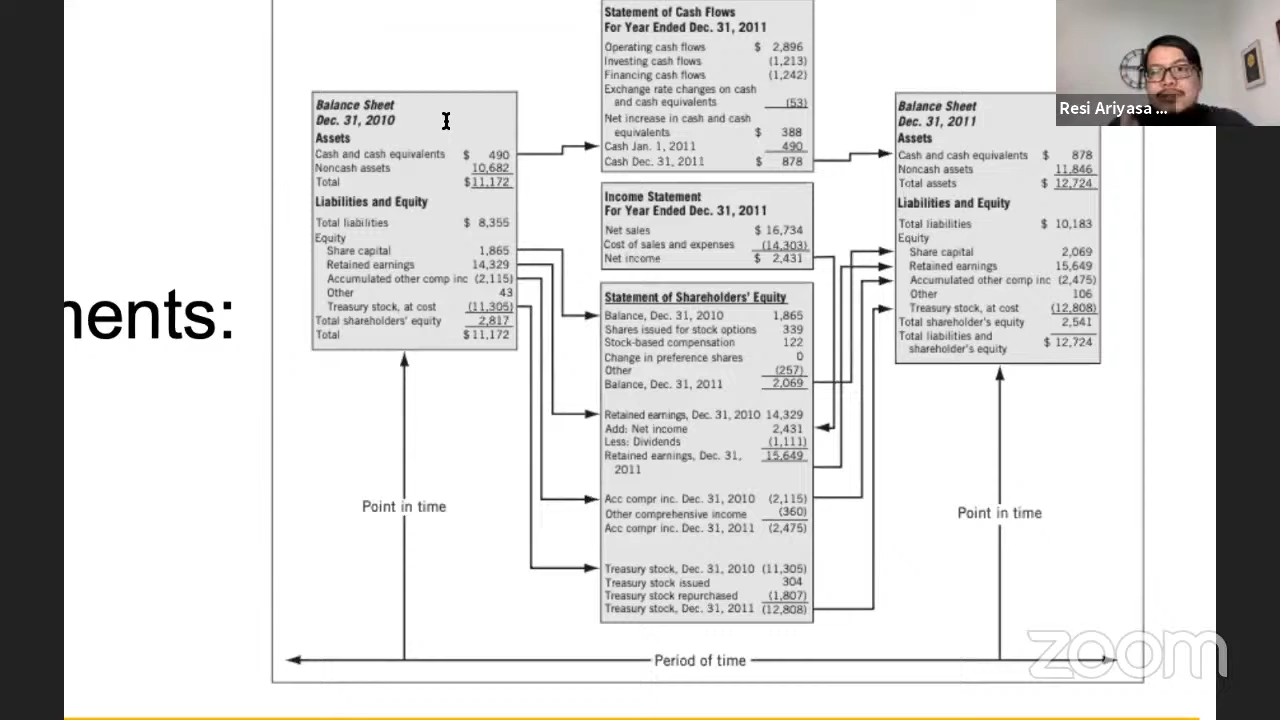 Statement of Cash Flows
For Year Ended Dec. 31, 2011
Operating cash flows $ 2,896
Investing cash flows (1,213)
Financing cash flows (1,242)
Exchange rate changes on cash
and cash equivalents (53)
Net increase in cash and cash
equivalents $ 388
Cash Jan. 1, 2011 490
Cash Dec. 31, 2011 $ 878
Resi Ariyasa ...
Balance Sheet
Dec. 31, 2010
Assets
Cash and cash equivalents $ 490
Noncash assets 10,682
Total $11,172
Liabilities and Equity
Total liabilities $ 8,355
Equity
Share capital 1,865
Retained earnings 14,329
Accumulated other comp inc (2,115)
Other 43
Treasury stock, at cost (11,305)
Total shareholders' equity 2,817
Total $11,172
Income Statement
For Year Ended Dec. 31, 2011
Net sales $ 16,734
Cost of sales and expenses (14,303)
Net income $ 2,431
Balance Sheet
Dec. 31, 2011
Assets
Cash and cash equivalents $ 878
Noncash assets 11,846
Total assets $ 12,724
Liabilities and Equity
Total liabilities $ 10,183
Equity
Share capital 2,069
Retained earnings 15,649
Accumulated other comp inc (2,475)
Other 106
Treasury stock, at cost (12,808)
Total shareholder's equity 2,541
Total liabilities and
shareholder's equity $ 12,724
nents:
Statement of Shareholders' Equity
Balance, Dec. 31, 2010 1,865
Shares issued for stock options 339
Stock-based compensation 122
Change in preference shares 0
Other (257)
Balance, Dec. 31, 2011 2,069
Retained earnings, Dec. 31, 2010 14,329
Add: Net income 2,431
Less: Dividends (1,111)
Retained earnings, Dec. 31, 15,649
2011
Acc compr inc. Dec. 31, 2010 (2,115)
Other comprehensive income (360)
Acc compr inc. Dec. 31, 2011 (2,475)
Treasury stock, Dec. 31, 2010 (11,305)
Treasury stock issued 304
Treasury stock repurchased (1,807)
Treasury stock, Dec. 31, 2011 (12,808)
Point in time
Point in time
Period of time
zoom